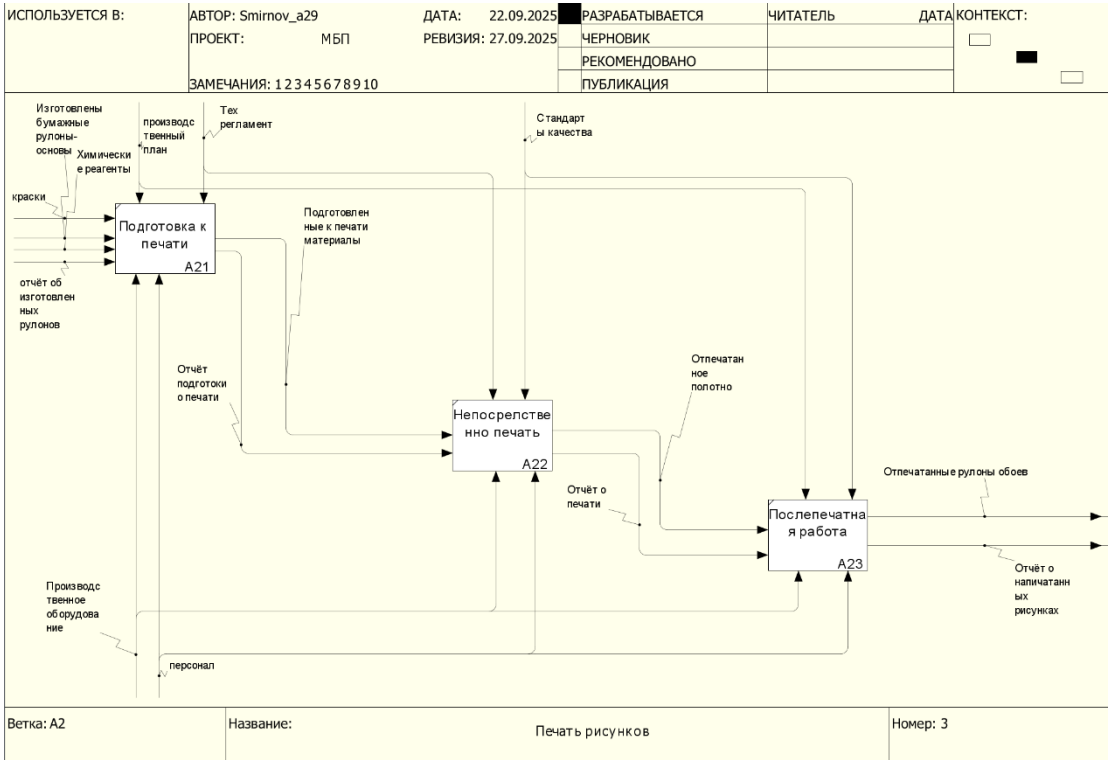 ИСПОЛЬЗУЕТСЯ В:
АВТОР: Smirnov_a29
ДАТА: 22.09.2025
РАЗРАБАТЫВАЕТСЯ
ЧИТАТЕЛЬ
ДАТА
КОНТЕКСТ:
ПРОЕКТ: МБП
РЕВИЗИЯ: 27.09.2025
ЧЕРНОВИК
РЕКОМЕНДОВАНО
ЗАМЕЧАНИЯ: 1 2 3 4 5 6 7 8 9 10
ПУБЛИКАЦИЯ
Изготовлены
бумажные
рулоны-
основы
Химически
е реагенты
производс
твенный
план
Тех
регламент
Стандарт
ы качества
краски
Подготовка к
печати
A21
Подготовлен
ные к печати
материалы
отчёт об
изготовлен
ных
рулонов
Отчёт
подготоки
о печати
Отпечатан
ное
полотно
Непосрелстве
нно печать
A22
Отчёт о
печати
Отпечатанные рулоны обоев
Послепечатна
я работа
A23
Отчёт о
напичатанн
ых
рисунках
Производс
твенное
оборудова
ние
персонал
Ветка: A2
Название:
Печать рисунков
Номер: 3